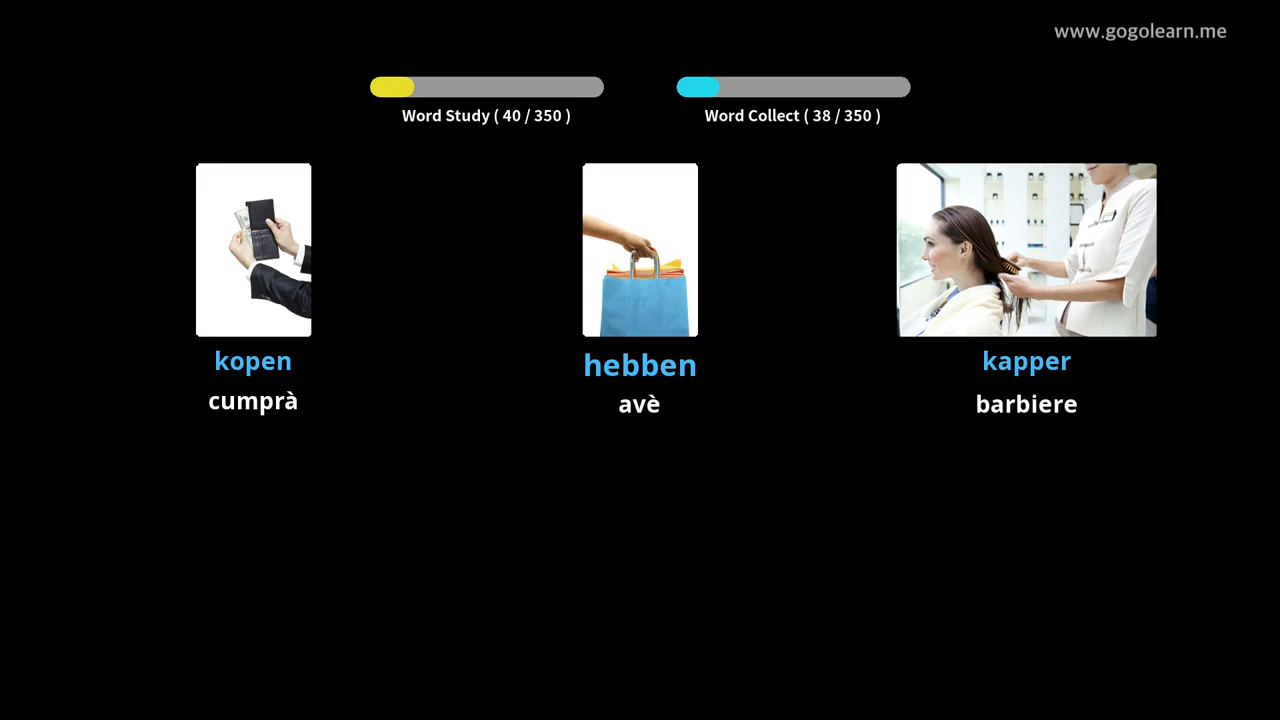 www.gogolearn.me
Word Study ( 40 / 350 )
Word Collect ( 38 / 350 )
kopen
cumprà
hebben
avè
kapper
barbiere